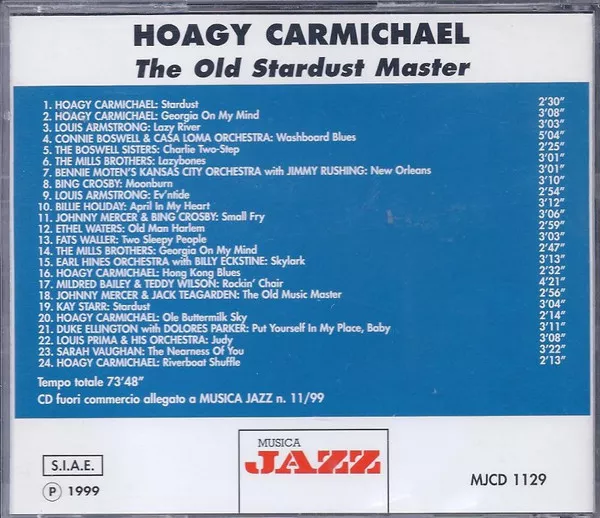 HOAGY CARMICHAEL
The Old Stardust Master
1. HOAGY CARMICHAEL: Stardust 2'30"
2. HOAGY CARMICHAEL: Georgia On My Mind 3'08"
3. LOUIS ARMSTRONG: Lazy River 3'03"
4. CONNIE BOSWELL & CASA LOMA ORCHESTRA: Washboard Blues 5'04"
5. THE BOSWELL SISTERS: Charlie Two-Step 2'25"
6. THE MILLS BROTHERS: Lazybones 3'01"
7. BENNIE MOTEN'S KANSAS CITY ORCHESTRA with JIMMY RUSHING: New Orleans 3'01"
8. BING CROSBY: Moonburn 3'10"
9. LOUIS ARMSTRONG: Ev'ntide 2'54"
10. BILLIE HOLIDAY: April In My Heart 3'12"
11. JOHNNY MERCER & BING CROSBY: Small Fry 3'06"
12. ETHEL WATERS: Old Man Harlem 2'59"
13. FATS WALLER: Two Sleepy People 3'03"
14. THE MILLS BROTHERS: Georgia On My Mind 2'47"
15. EARL HINES ORCHESTRA with BILLY ECKSTINE: Skylark 3'13"
16. HOAGY CARMICHAEL: Hong Kong Blues 2'32"
17. MILDRED BAILEY & TEDDY WILSON: Rockin' Chair 4'21"
18. JOHNNY MERCER & JACK TEAGARDEN: The Old Music Master 2'56"
19. KAY STARR: Stardust 3'04"
20. HOAGY CARMICHAEL: Ole Buttermilk Sky 2'14"
21. DUKE ELLINGTON with DOLORES PARKER: Put Yourself In My Place, Baby 3'11"
22. LOUIS PRIMA & HIS ORCHESTRA: Judy 3'08"
23. SARAH VAUGHAN: The Nearness Of You 3'22"
24. HOAGY CARMICHAEL: Riverboat Shuffle 2'13"
Tempo totale 73'48"
CD fuori commercio allegato a MUSICA JAZZ n. 11/99
S.I.A.E.
℗ 1999
MUSICA
JAZZ
MJCD 1129